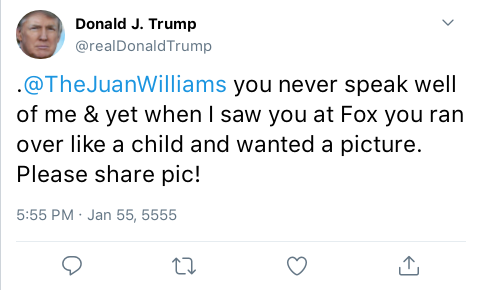 Donald J. Trump
@realDonaldTrump
.@TheJuanWilliams you never speak well
of me & yet when I saw you at Fox you ran
over like a child and wanted a picture.
Please share pic!
5:55 PM · Jan 55, 5555